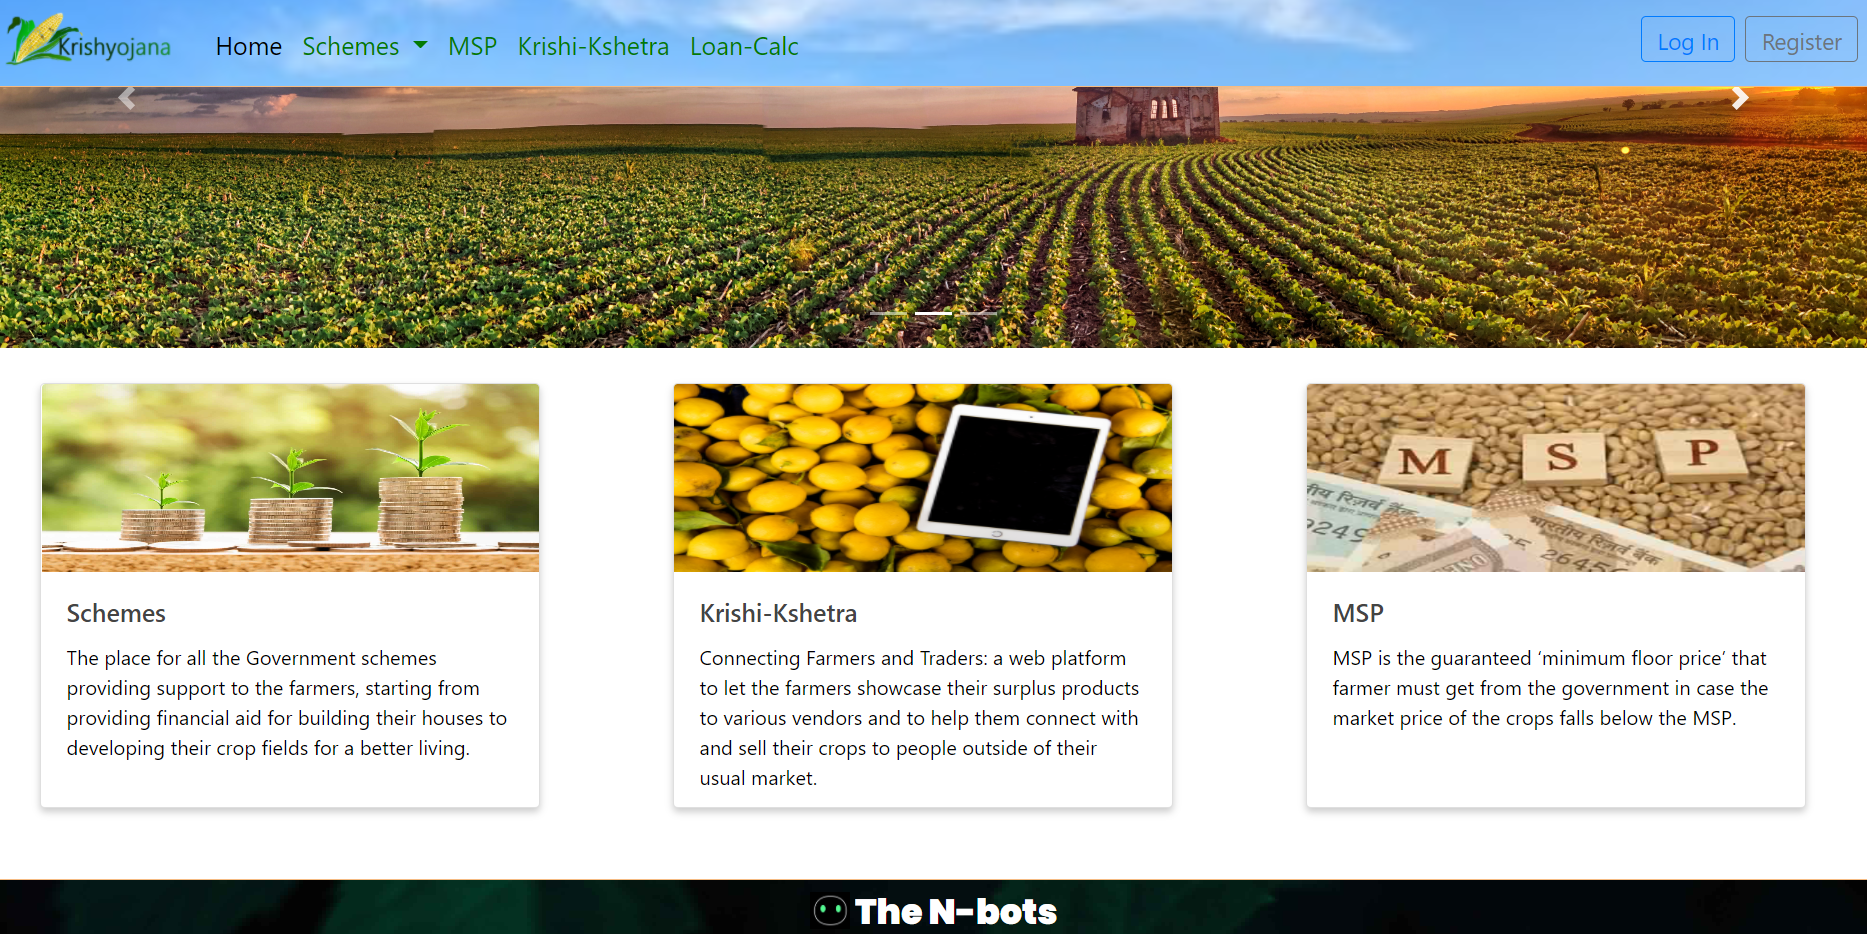 Krishyojana
Home Schemes MSP Krishi-Kshetra Loan-Calc
Log In Register
Schemes
The place for all the Government schemes
providing support to the farmers, starting from
providing financial aid for building their houses to
developing their crop fields for a better living.
Krishi-Kshetra
Connecting Farmers and Traders: a web platform
to let the farmers showcase their surplus products
to various vendors and to help them connect with
and sell their crops to people outside of their
usual market.
M S P
भारतीय रिज़र्व बैंक
MSP
MSP is the guaranteed ‘minimum floor price’ that
farmer must get from the government in case the
market price of the crops falls below the MSP.
The N-bots